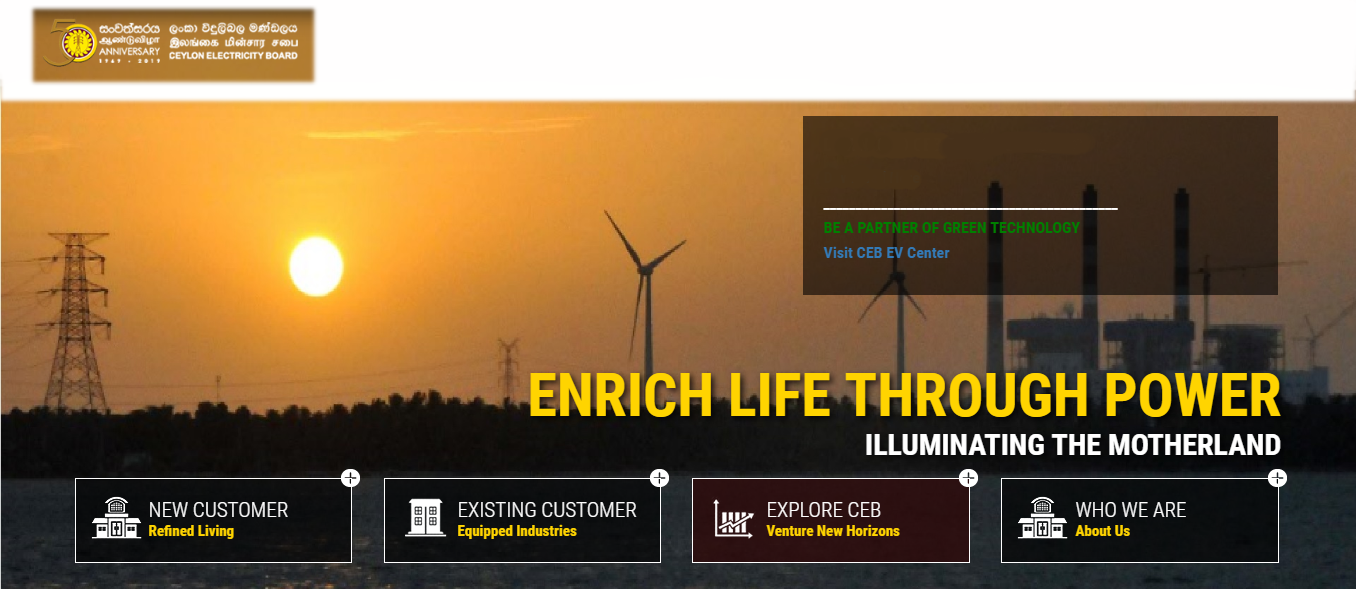 50
සංවත්සරය
ஆண்டுவிழா
ANNIVERSARY
1969 - 2019
ලංකා විදුලිබල මණ්ඩලය
இலங்கை மின்சார சபை
CEYLON ELECTRICITY BOARD
BE A PARTNER OF GREEN TECHNOLOGY
Visit CEB EV Center
ENRICH LIFE THROUGH POWER
ILLUMINATING THE MOTHERLAND
NEW CUSTOMER
Refined Living
EXISTING CUSTOMER
Equipped Industries
EXPLORE CEB
Venture New Horizons
WHO WE ARE
About Us